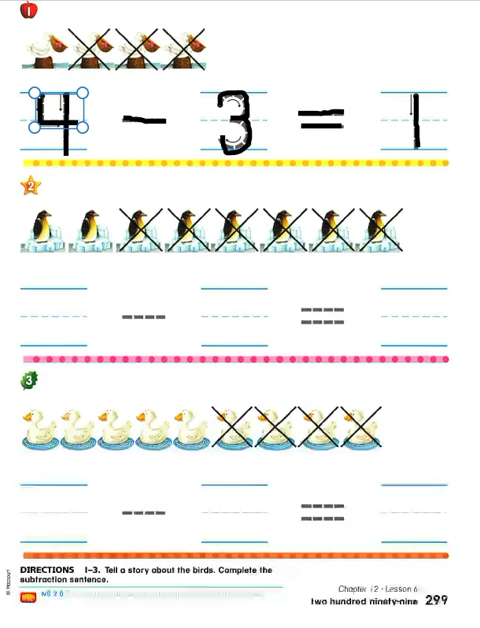 1
4 − 3 = 1
2
− =
3
− =
DIRECTIONS 1–3. Tell a story about the birds. Complete the
subtraction sentence.
© Harcourt
Chapter 12 • Lesson 6
two hundred ninety-nine 299